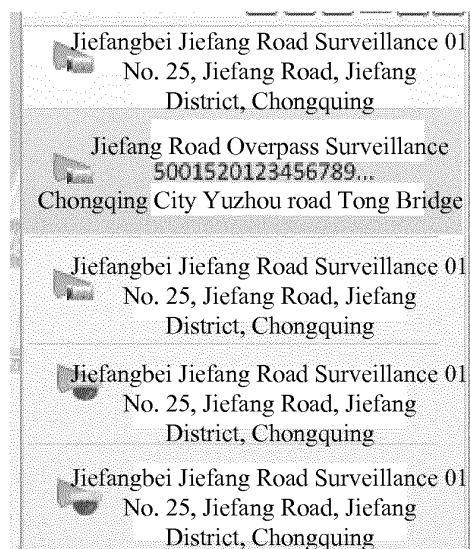 Jiefangbei Jiefang Road Surveillance 01
No. 25, Jiefang Road, Jiefang
District, Chongquing
Jiefang Road Overpass Surveillance
5001520123456789...
Chongqing City Yuzhou road Tong Bridge
Jiefangbei Jiefang Road Surveillance 01
No. 25, Jiefang Road, Jiefang
District, Chongquing
Jiefangbei Jiefang Road Surveillance 01
No. 25, Jiefang Road, Jiefang
District, Chongquing
Jiefangbei Jiefang Road Surveillance 01
No. 25, Jiefang Road, Jiefang
District, Chongquing